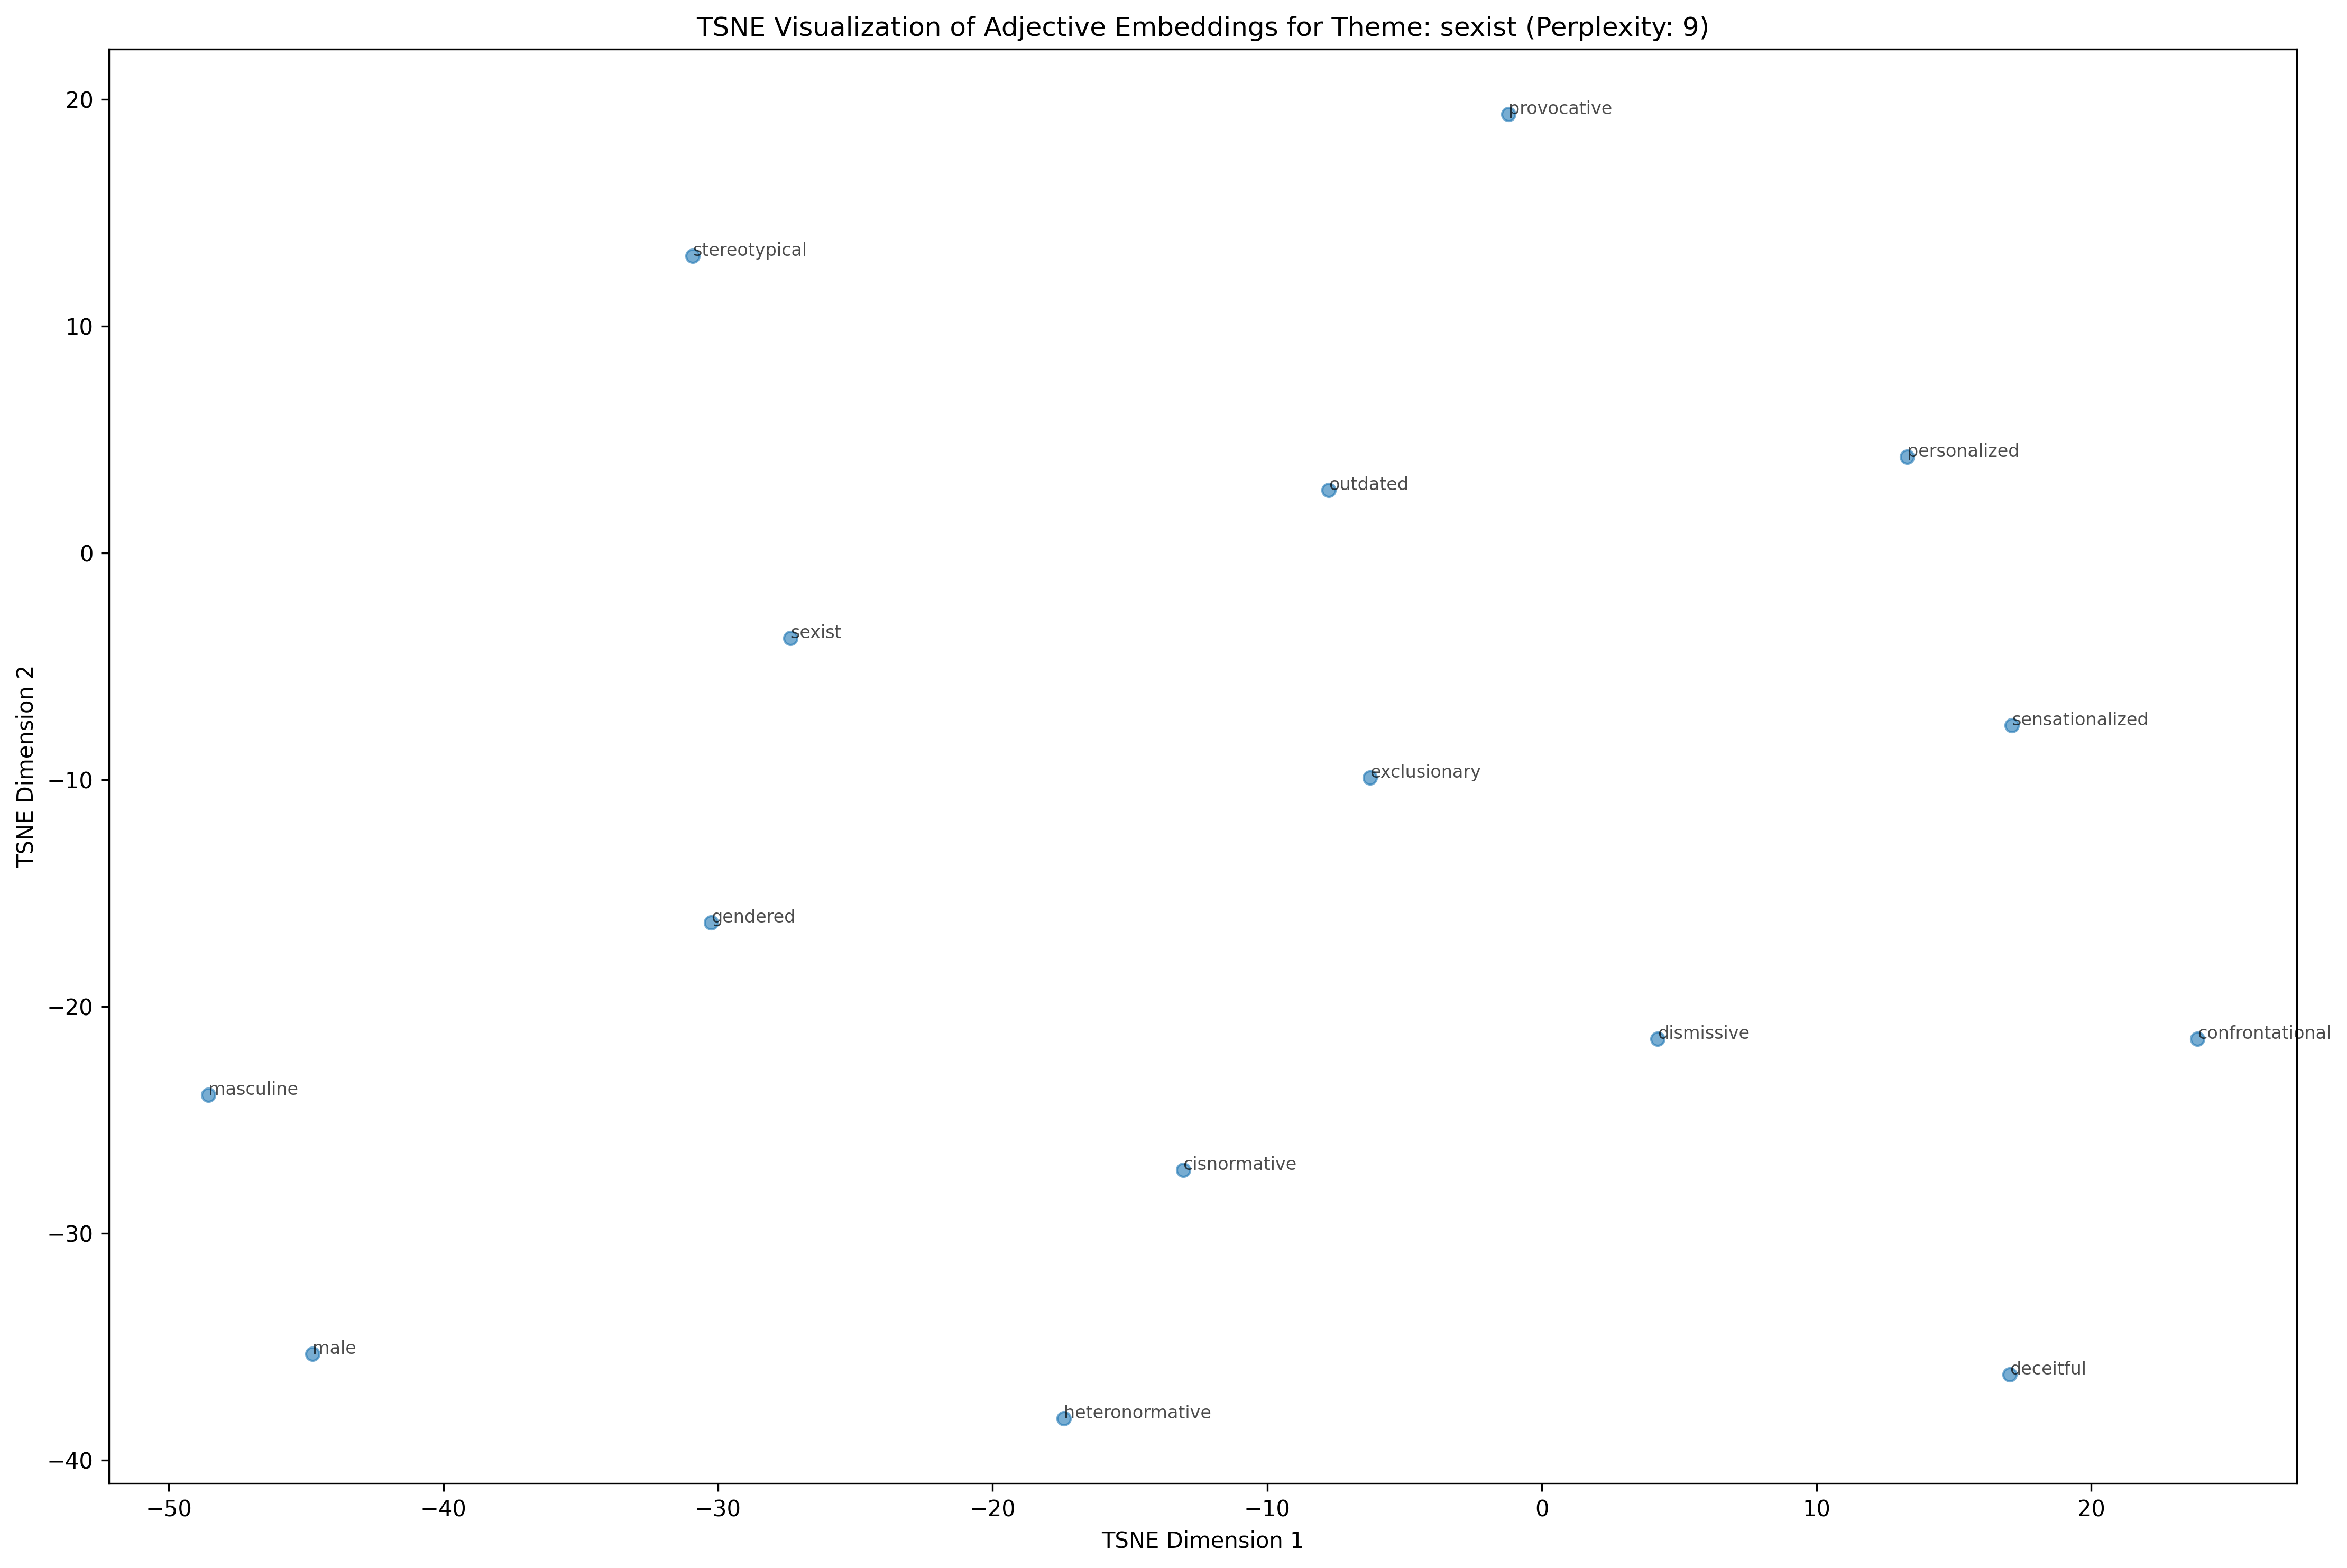 TSNE Visualization of Adjective Embeddings for Theme: sexist (Perplexity: 9)
20
provocative
stereotypical
10
personalized
outdated
0
sexist
sensationalized
−10
exclusionary
gendered
−20
dismissive
confrontational
masculine
cisnormative
−30
male
deceitful
heteronormative
−40
TSNE Dimension 2
−50
−40
−30
−20
−10
0
10
20
TSNE Dimension 1